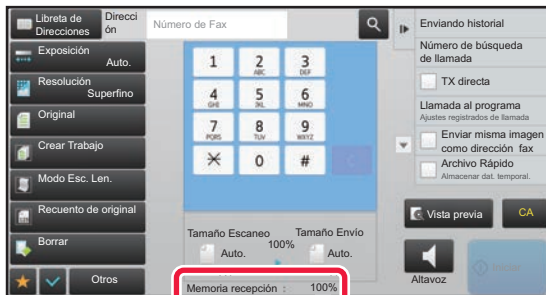 Libreta de
Direcciones
Direcci
ón
Número de Fax
Exposición
Auto.
Resolución
Superfino
Original
Crear Trabajo
Modo Esc. Len.
Recuento de original
Borrar
Otros
1
2
ABC
3
DEF
4
GHI
5
JKL
6
MNO
7
PQRS
8
TUV
9
WXYZ
0
#
C
Tamaño Escaneo
Tamaño Envío
100%
Auto.
Auto.
Memoria recepción :
100%
Enviando historial
Número de búsqueda
de llamada
TX directa
Llamada al programa
Ajustes registrados de llamada
Enviar misma imagen
como dirección fax
Archivo Rápido
Almacenar dat. temporal.
Vista previa
CA
Altavoz